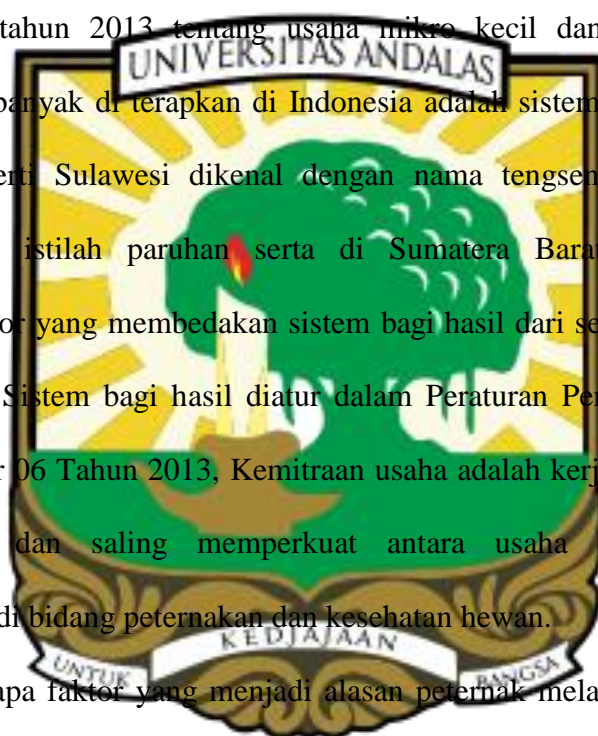 tahun 2013 tentang usaha mikro kecil dan
UNIVERSITAS ANDALAS
banyak di terapkan di Indonesia adalah sistem
erti Sulawesi dikenal dengan nama tengsen
istilah paruhan serta di Sumatera Barat
or yang membedakan sistem bagi hasil dari se
Sistem bagi hasil diatur dalam Peraturan Per
r 06 Tahun 2013, Kemitraan usaha adalah kerj
dan saling memperkuat antara usaha
di bidang peternakan dan kesehatan hewan.
KEDJAJAAN
UNTUK BANGSA
apa faktor yang menjadi alasan peternak mela